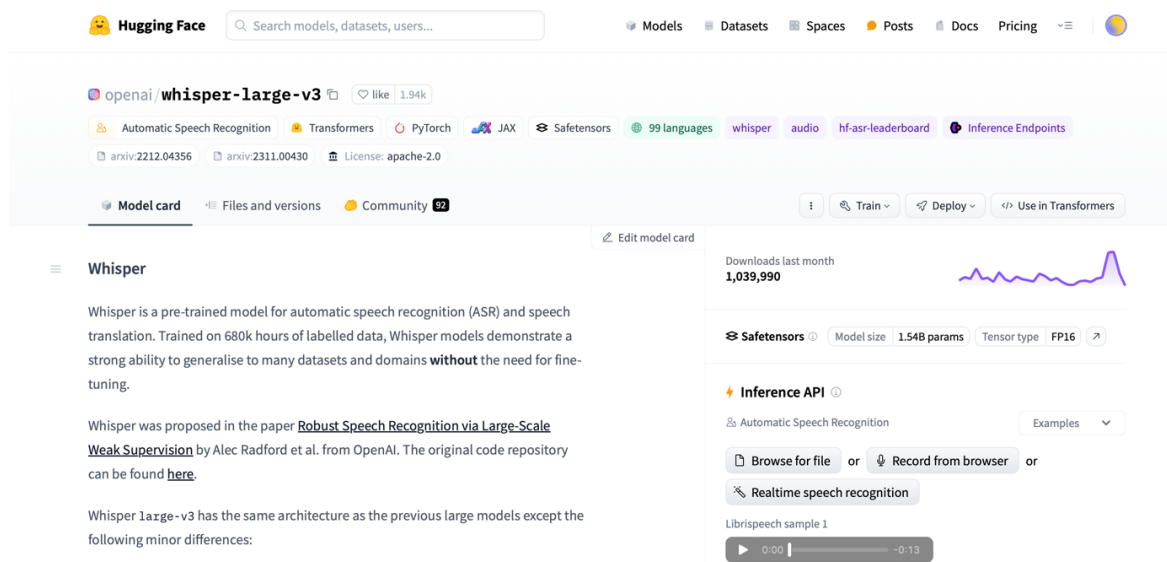 Hugging Face
Search models, datasets, users...
Models
Datasets
Spaces
Posts
Docs
Pricing
openai/whisper-large-v3
like 1.94k
Automatic Speech Recognition
Transformers
PyTorch
JAX
Safetensors
99 languages
whisper
audio
hf-asr-leaderboard
Inference Endpoints
arxiv:2212.04356
arxiv:2311.00430
License: apache-2.0
Model card
Files and versions
Community 92
Train
Deploy
</> Use in Transformers
Edit model card
Whisper
Whisper is a pre-trained model for automatic speech recognition (ASR) and speech
translation. Trained on 680k hours of labelled data, Whisper models demonstrate a
strong ability to generalise to many datasets and domains without the need for fine-
tuning.
Whisper was proposed in the paper Robust Speech Recognition via Large-Scale
Weak Supervision by Alec Radford et al. from OpenAI. The original code repository
can be found here.
Whisper large-v3 has the same architecture as the previous large models except the
following minor differences:
Downloads last month
1,039,990
Safetensors
Model size 1.54B params
Tensor type FP16
Inference API
Automatic Speech Recognition
Examples
Browse for file or Record from browser or
Realtime speech recognition
Librispeech sample 1
0:00 -0:13